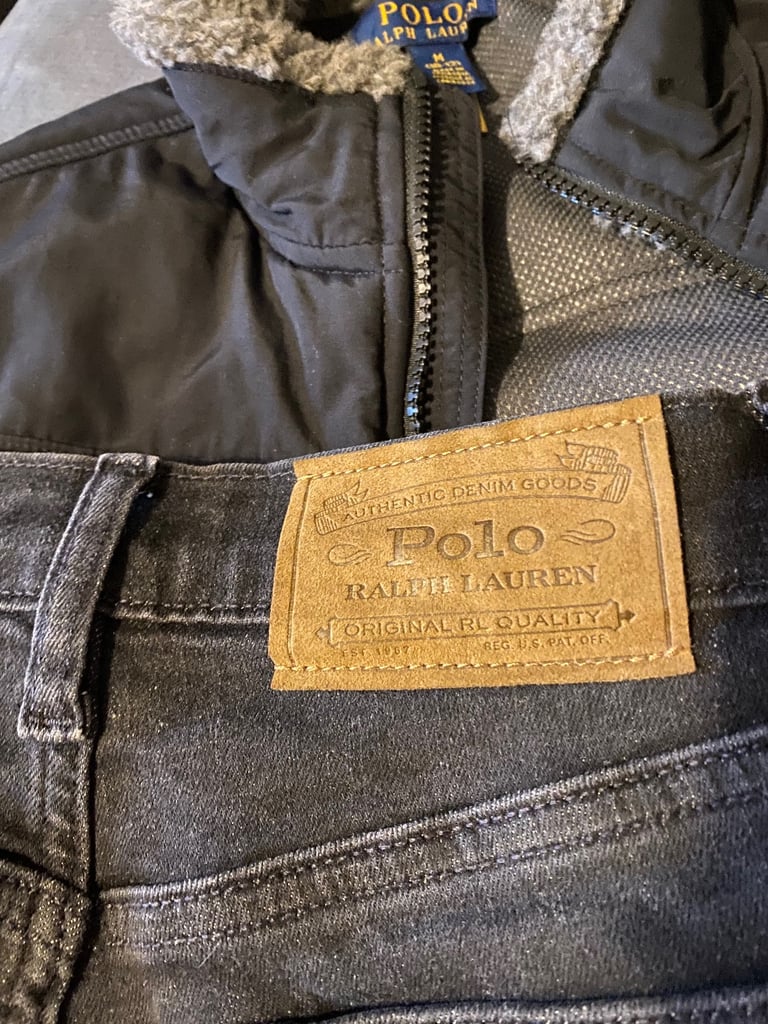 POLO
RALPH LAUREN
M
AUTHENTIC DENIM GOODS
Polo
RALPH LAUREN
ORIGINAL RL QUALITY
EST. 1967 REG. U.S. PAT. OFF.